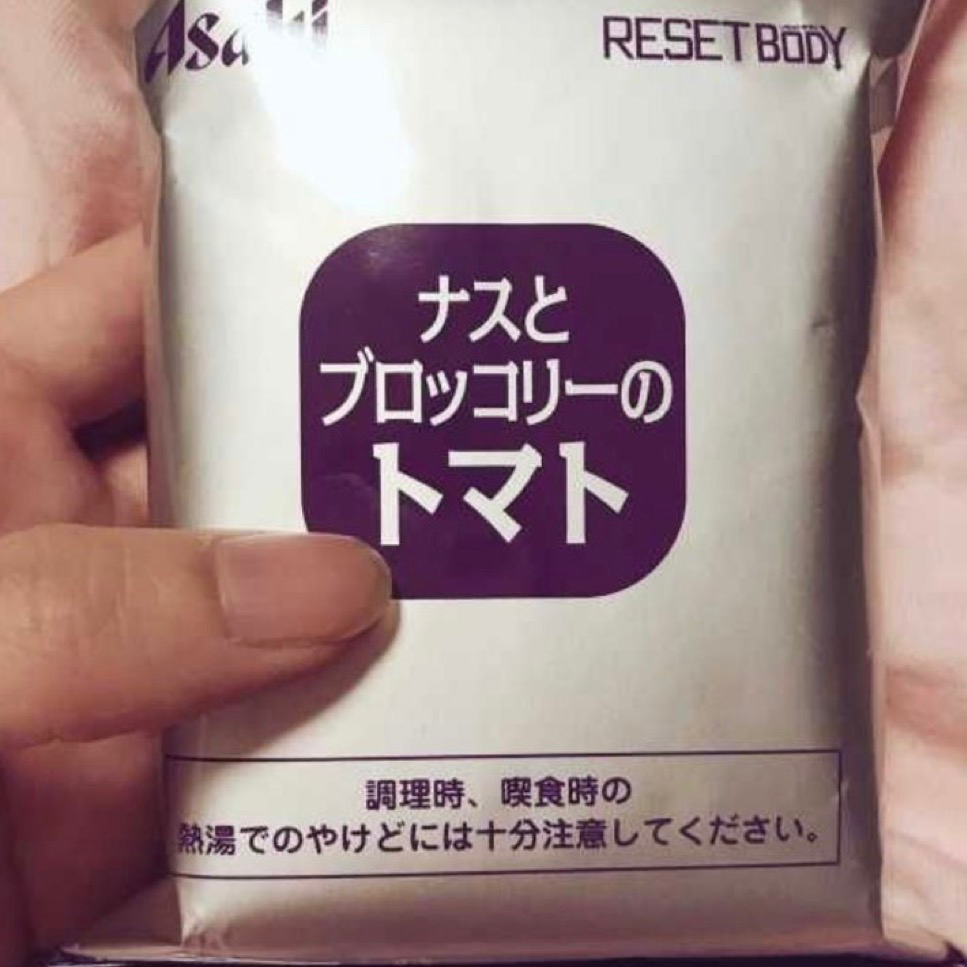 Asahi
RESET BODY
ナスと
ブロッコリーの
トマト
調理時、喫食時の
熱湯でのやけどには十分注意してください。